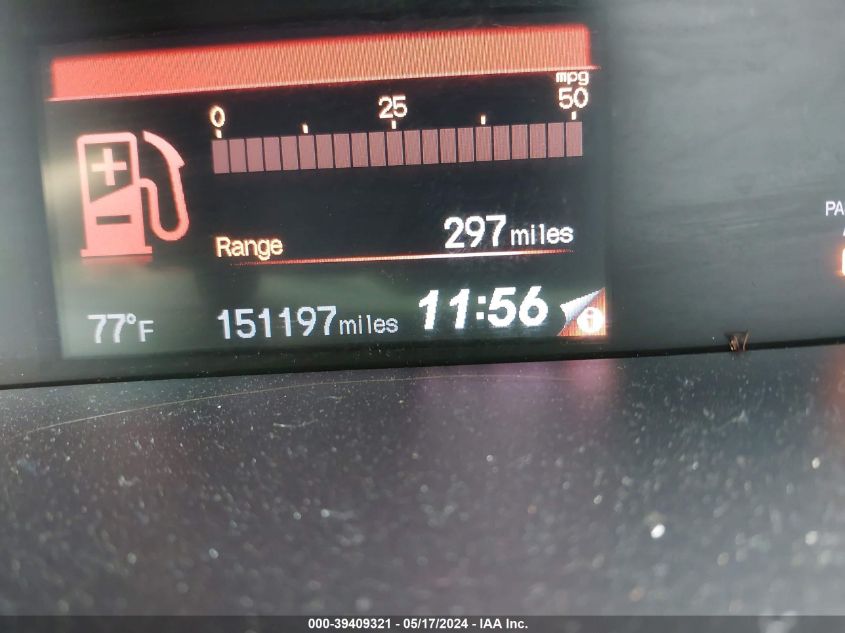 mpg
0 25 50
Range 297 miles
77°F 151197 miles 11:56
i
PA
000-39409321 / 05/17/2024 - IAA Inc.